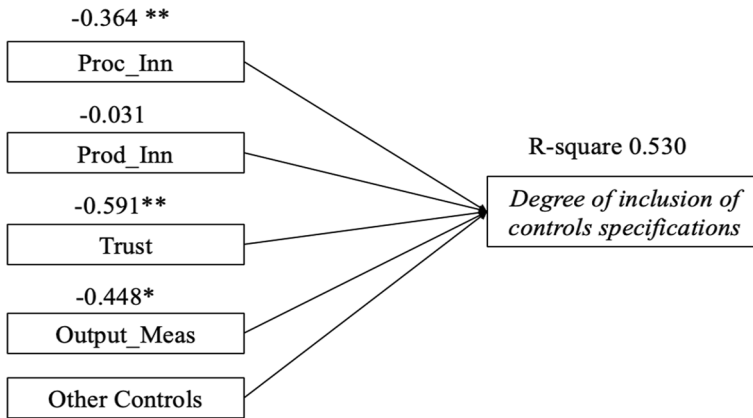 -0.364 **
Proc_Inn
-0.031
Prod_Inn
-0.591**
Trust
-0.448*
Output_Meas
Other Controls
R-square 0.530
Degree of inclusion of
controls specifications